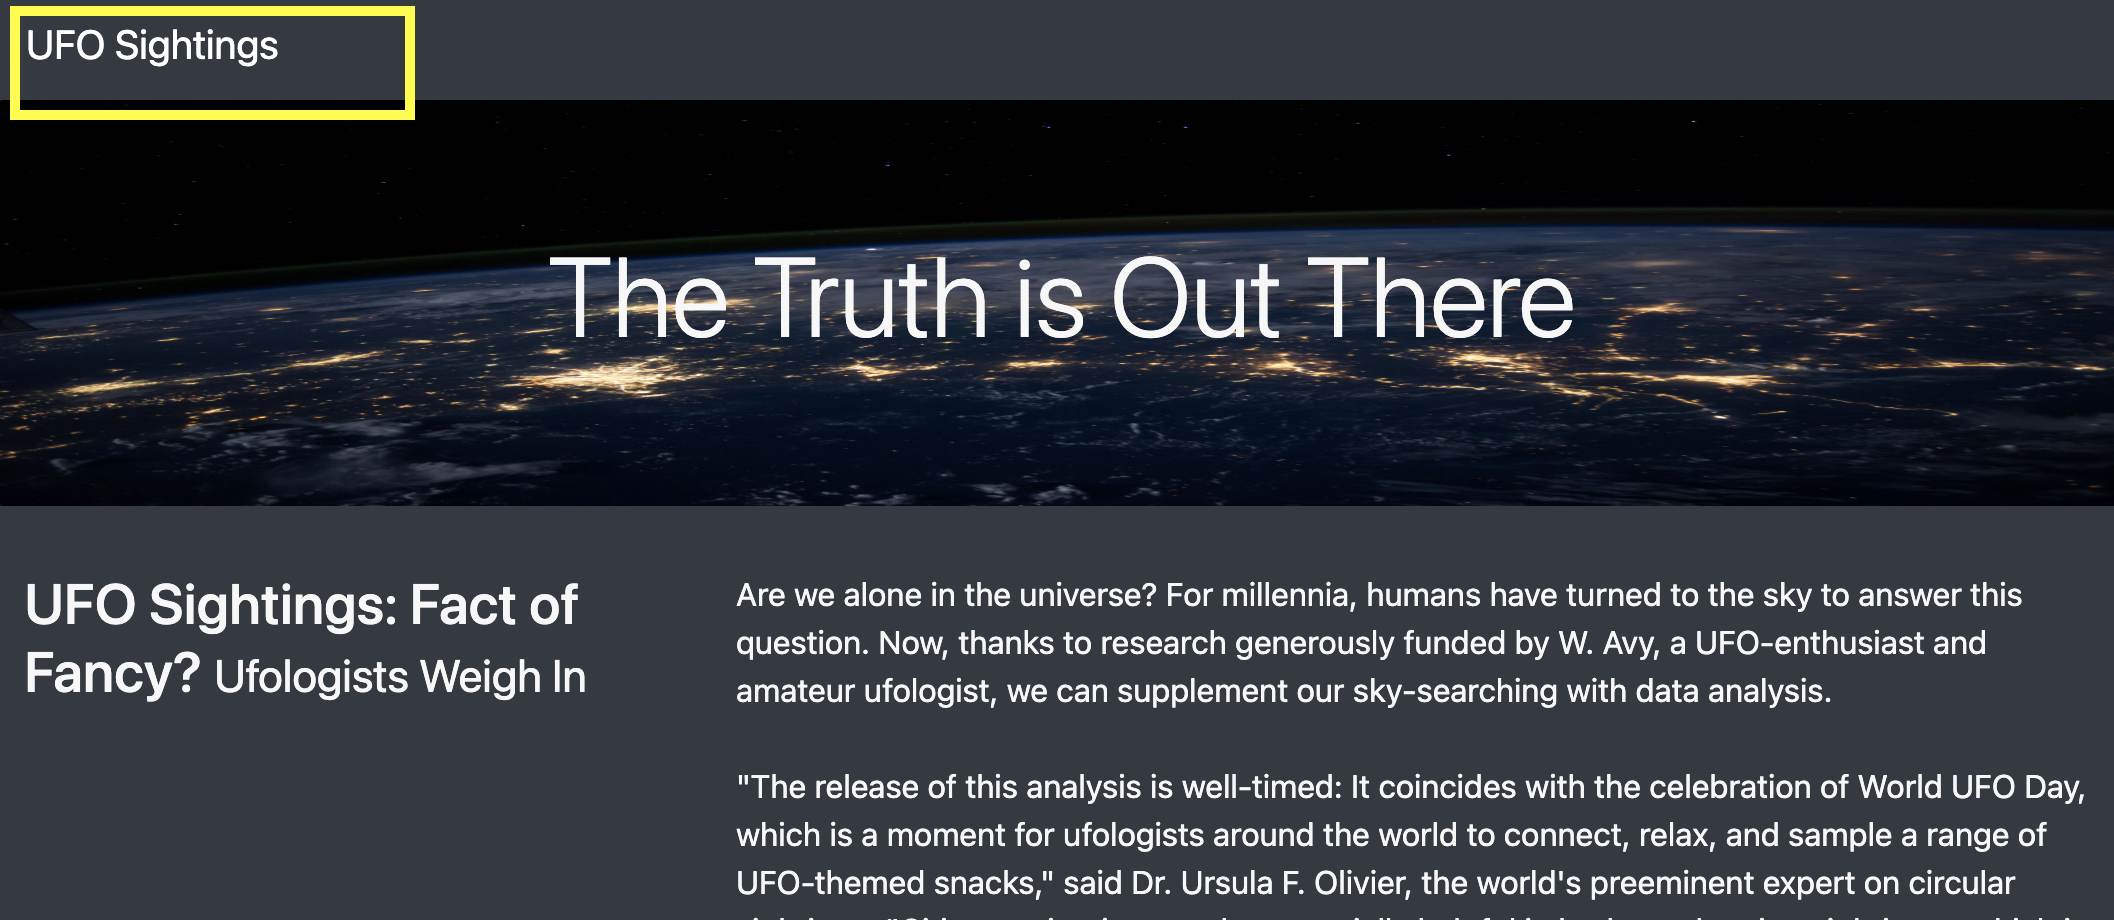 UFO Sightings
The Truth is Out There
UFO Sightings: Fact of
Fancy? Ufologists Weigh In
Are we alone in the universe? For millennia, humans have turned to the sky to answer this
question. Now, thanks to research generously funded by W. Avy, a UFO-enthusiast and
amateur ufologist, we can supplement our sky-searching with data analysis.
"The release of this analysis is well-timed: It coincides with the celebration of World UFO Day,
which is a moment for ufologists around the world to connect, relax, and sample a range of
UFO-themed snacks," said Dr. Ursula F. Olivier, the world's preeminent expert on circular